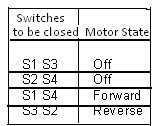 Switches
to be closed Motor State
S1 S3 Off
S2 S4 Off
S1 S4 Forward
S3 S2 Reverse